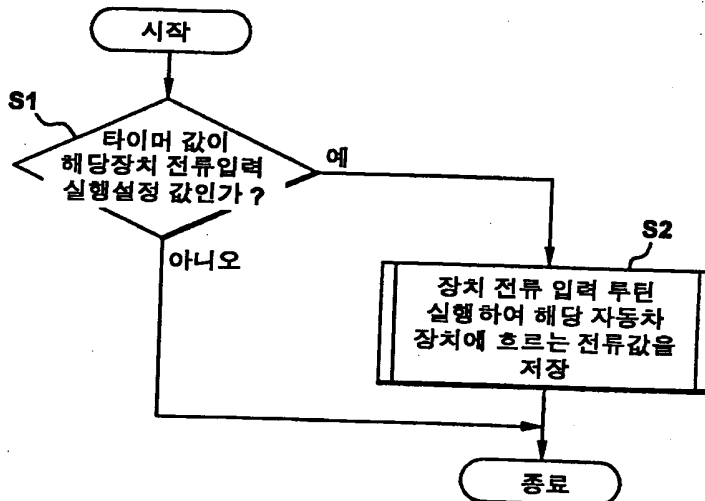 시작
S1
타이머 값이
해당장치 전류입력
실행설정 값인가 ?
예
아니오
S2
장치 전류 입력 루틴
실행하여 해당 자동차
장치에 흐르는 전류값을
저장
종료